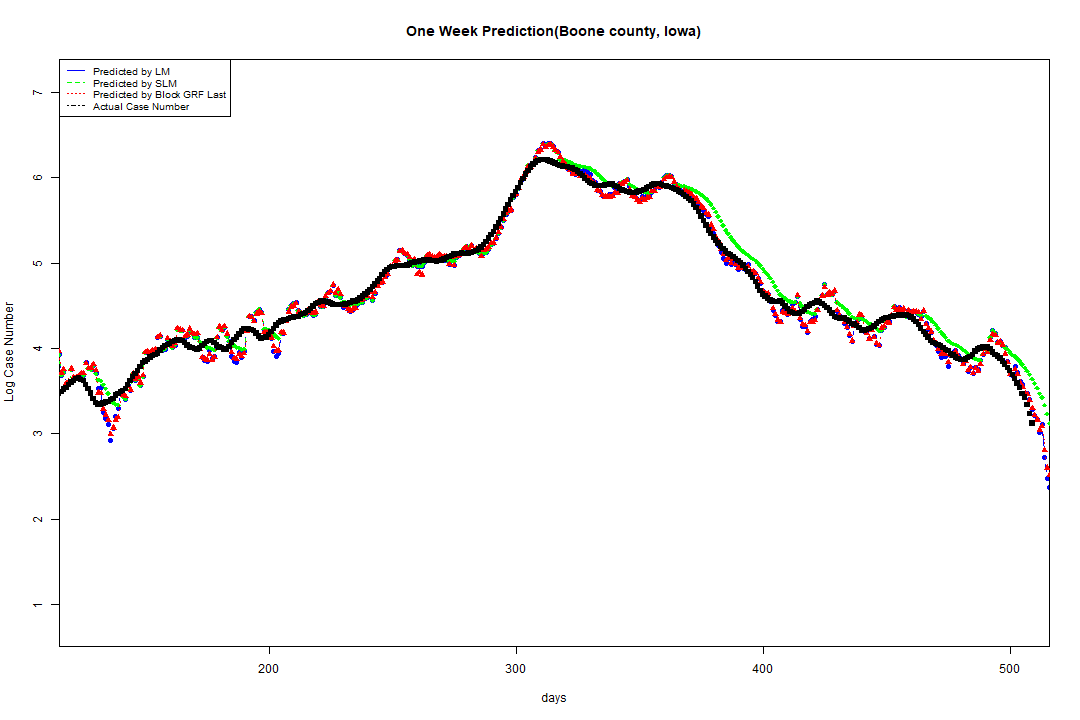 One Week Prediction(Boone county, Iowa)
Predicted by LM
Predicted by SLM
Predicted by Block GRF Last
Actual Case Number
7
6
5
4
3
2
1
Log Case Number
200
300
400
500
days